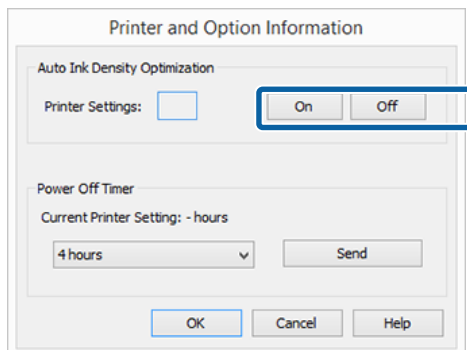 Printer and Option Information
Auto Ink Density Optimization
Printer Settings: On Off
Power Off Timer
Current Printer Setting: - hours
4 hours Send
OK Cancel Help